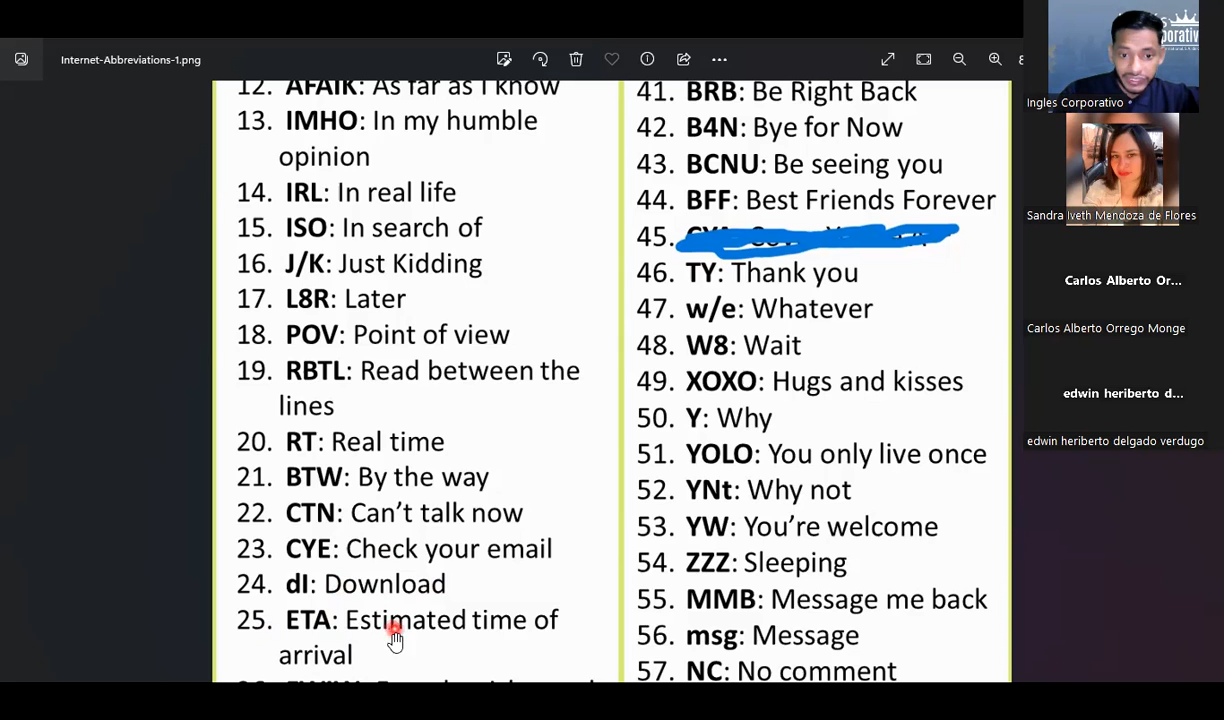 Internet-Abbreviations-1.png
12. AFAIK: As far as I know
13. IMHO: In my humble
opinion
14. IRL: In real life
15. ISO: In search of
16. J/K: Just Kidding
17. L8R: Later
18. POV: Point of view
19. RBTL: Read between the
lines
20. RT: Real time
21. BTW: By the way
22. CTN: Can't talk now
23. CYE: Check your email
24. dl: Download
25. ETA: Estimated time of
arrival
41. BRB: Be Right Back
42. B4N: Bye for Now
43. BCNU: Be seeing you
44. BFF: Best Friends Forever
45.
46. TY: Thank you
47. w/e: Whatever
48. W8: Wait
49. XOXO: Hugs and kisses
50. Y: Why
51. YOLO: You only live once
52. YNt: Why not
53. YW: You're welcome
54. ZZZ: Sleeping
55. MMB: Message me back
56. msg: Message
57. NC: No comment
Ingles Corporativo
Sandra Iveth Mendoza de Flores
Carlos Alberto Or...
Carlos Alberto Orrego Monge
edwin heriberto d...
edwin heriberto delgado verdugo